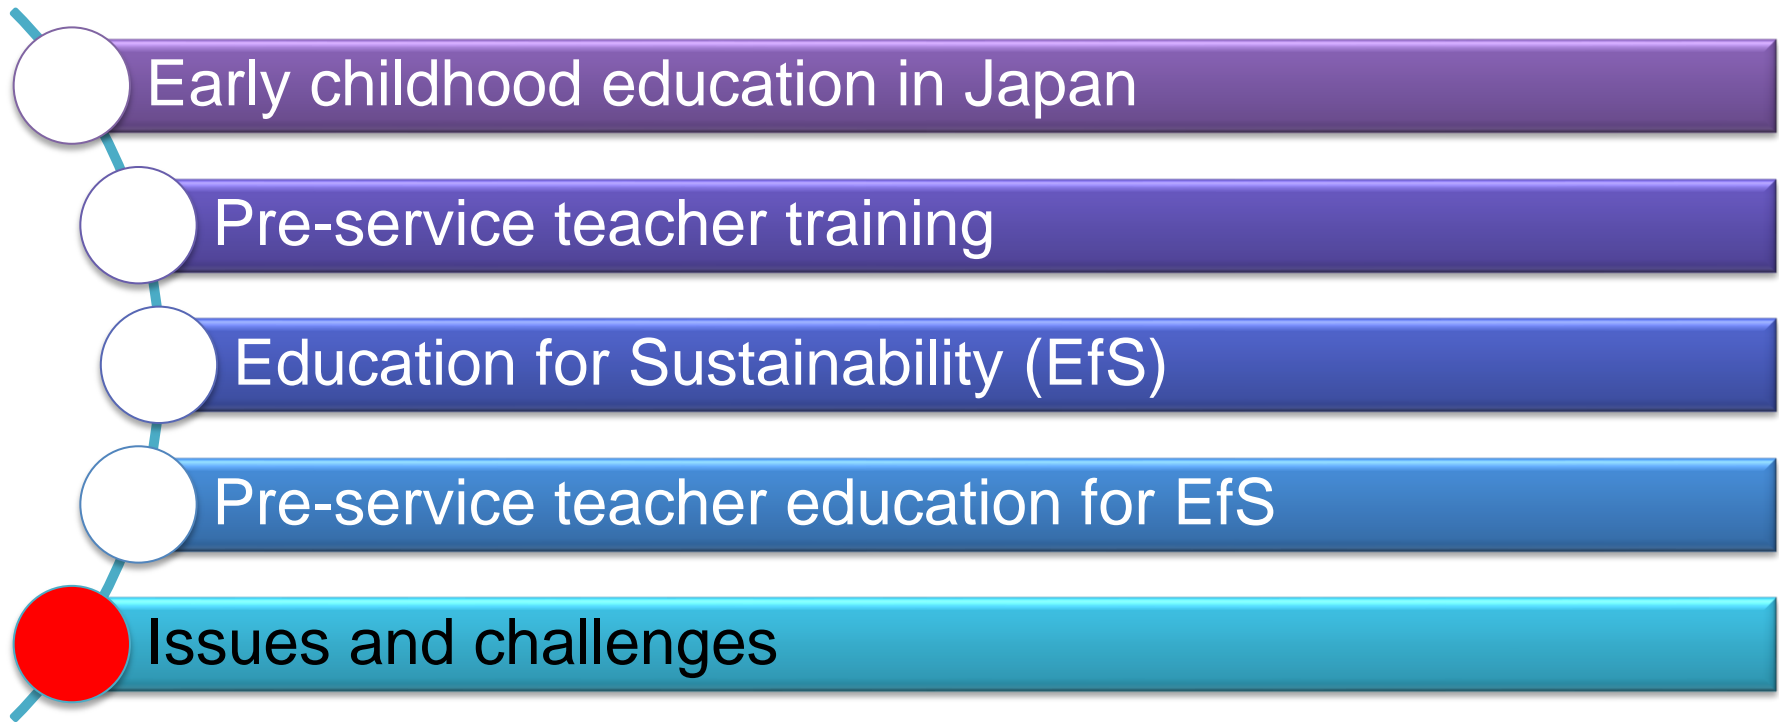 Early childhood education in Japan
Pre-service teacher training
Education for Sustainability (EfS)
Pre-service teacher education for EfS
Issues and challenges